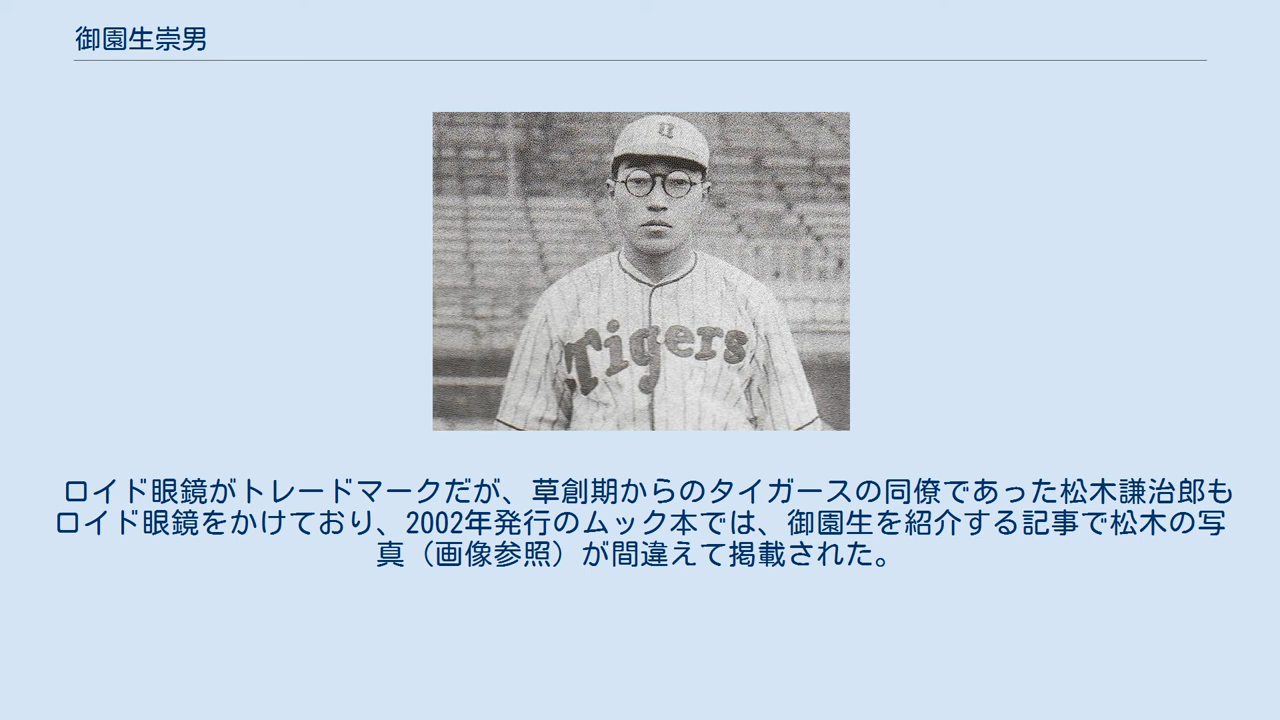 御園生崇男
Tigers
ロイド眼鏡がトレードマークだが、草創期からのタイガースの同僚であった松木謙治郎も
ロイド眼鏡をかけており、2002年発行のムック本では、御園生を紹介する記事で松木の写
真（画像参照）が間違えて掲載された。